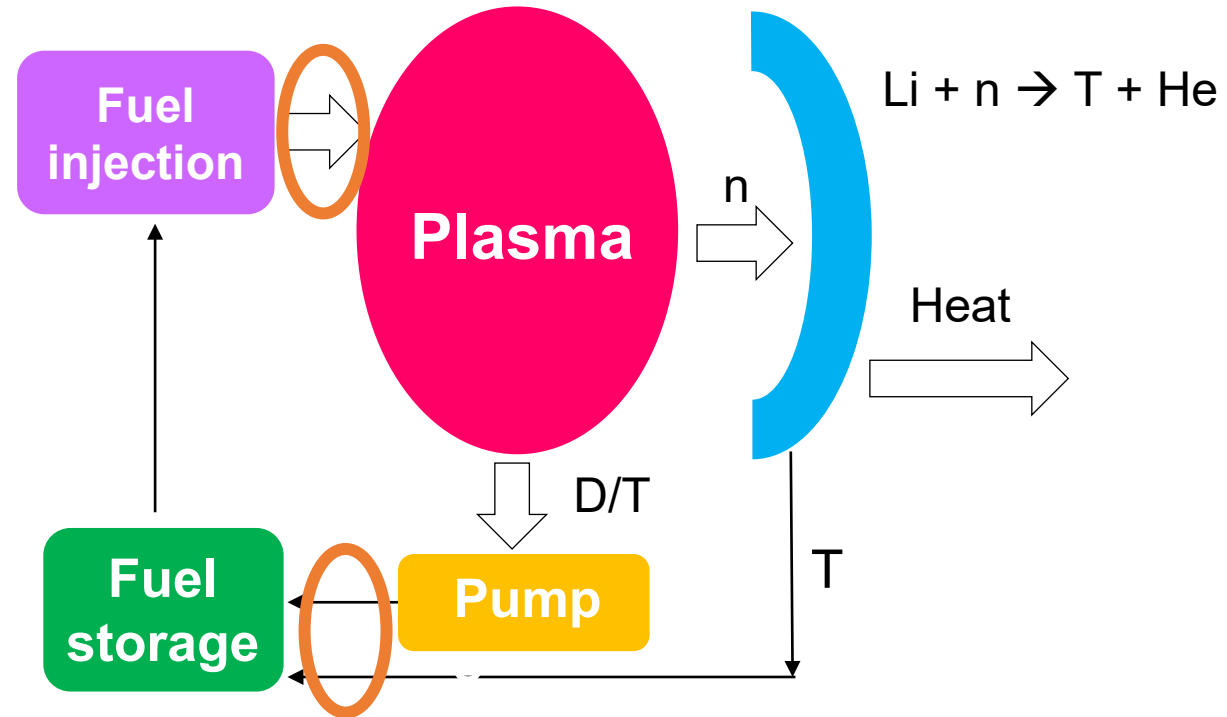 Fuel
injection
Plasma
Li + n → T + He
n
Heat
D/T
T
Fuel
storage
Pump